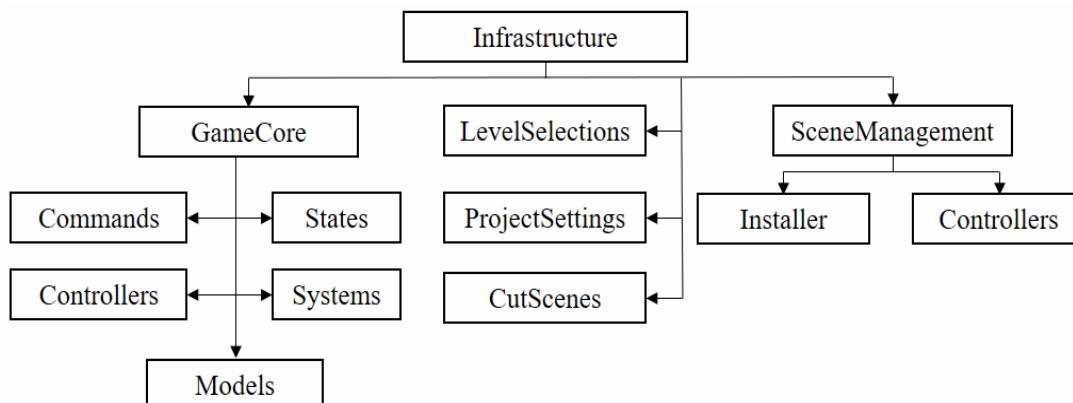 Infrastructure
GameCore
LevelSelections
SceneManagement
Commands
States
ProjectSettings
Installer
Controllers
Controllers
Systems
CutScenes
Models